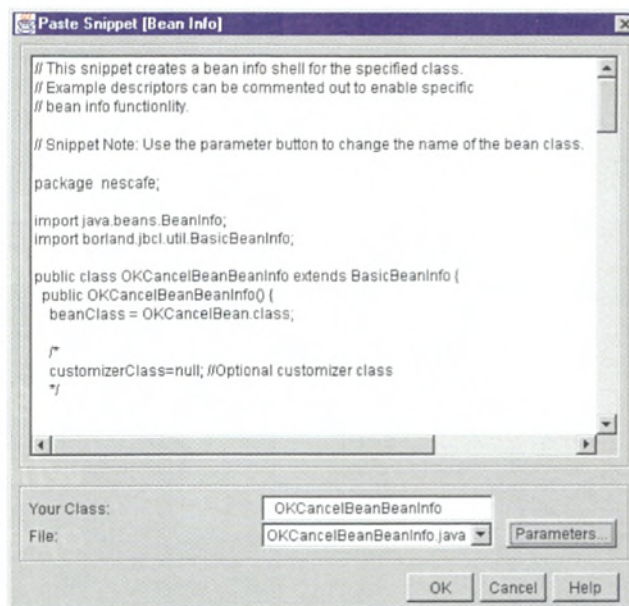 Paste Snippet [Bean Info]
// This snippet creates a bean info shell for the specified class.
// Example descriptors can be commented out to enable specific
// bean info functionlity.
// Snippet Note: Use the parameter button to change the name of the bean class.
package nescafe;
import java.beans.BeanInfo;
import borland.jbcl.util.BasicBeanInfo;
public class OKCancelBeanBeanInfo extends BasicBeanInfo {
public OKCancelBeanBeanInfo() {
beanClass = OKCancelBean.class;
/*
customizerClass=null; //Optional customizer class
*/
Your Class: OKCancelBeanBeanInfo
File: OKCancelBeanBeanInfo.java Parameters...
OK Cancel Help